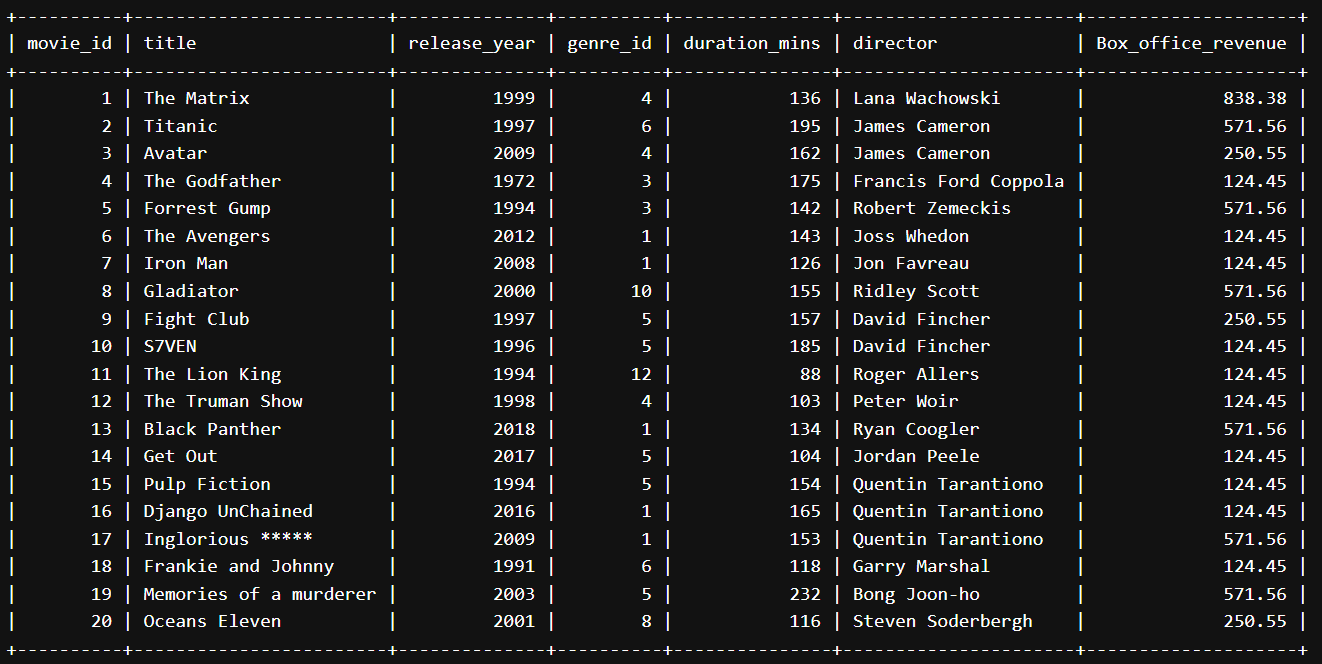 +----------+------------------------+--------------+----------+---------------+----------------------+--------------------+
| movie_id | title                  | release_year | genre_id | duration_mins | director             | Box_office_revenue |
+----------+------------------------+--------------+----------+---------------+----------------------+--------------------+
|        1 | The Matrix             |         1999 |        4 |           136 | Lana Wachowski       |             838.38 |
|        2 | Titanic                |         1997 |        6 |           195 | James Cameron        |             571.56 |
|        3 | Avatar                 |         2009 |        4 |           162 | James Cameron        |             250.55 |
|        4 | The Godfather          |         1972 |        3 |           175 | Francis Ford Coppola |             124.45 |
|        5 | Forrest Gump           |         1994 |        3 |           142 | Robert Zemeckis      |             571.56 |
|        6 | The Avengers           |         2012 |        1 |           143 | Joss Whedon          |             124.45 |
|        7 | Iron Man               |         2008 |        1 |           126 | Jon Favreau          |             124.45 |
|        8 | Gladiator              |         2000 |       10 |           155 | Ridley Scott         |             571.56 |
|        9 | Fight Club             |         1997 |        5 |           157 | David Fincher        |             250.55 |
|       10 | S7VEN                  |         1996 |        5 |           185 | David Fincher        |             124.45 |
|       11 | The Lion King          |         1994 |       12 |            88 | Roger Allers         |             124.45 |
|       12 | The Truman Show        |         1998 |        4 |           103 | Peter Woir           |             124.45 |
|       13 | Black Panther          |         2018 |        1 |           134 | Ryan Coogler         |             571.56 |
|       14 | Get Out                |         2017 |        5 |           104 | Jordan Peele         |             124.45 |
|       15 | Pulp Fiction           |         1994 |        5 |           154 | Quentin Tarantiono   |             124.45 |
|       16 | Django UnChained       |         2016 |        1 |           165 | Quentin Tarantiono   |             124.45 |
|       17 | Inglorious *****       |         2009 |        1 |           153 | Quentin Tarantiono   |             571.56 |
|       18 | Frankie and Johnny     |         1991 |        6 |           118 | Garry Marshal        |             124.45 |
|       19 | Memories of a murderer |         2003 |        5 |           232 | Bong Joon-ho         |             571.56 |
|       20 | Oceans Eleven          |         2001 |        8 |           116 | Steven Soderbergh    |             250.55 |
+----------+------------------------+--------------+----------+---------------+----------------------+--------------------+